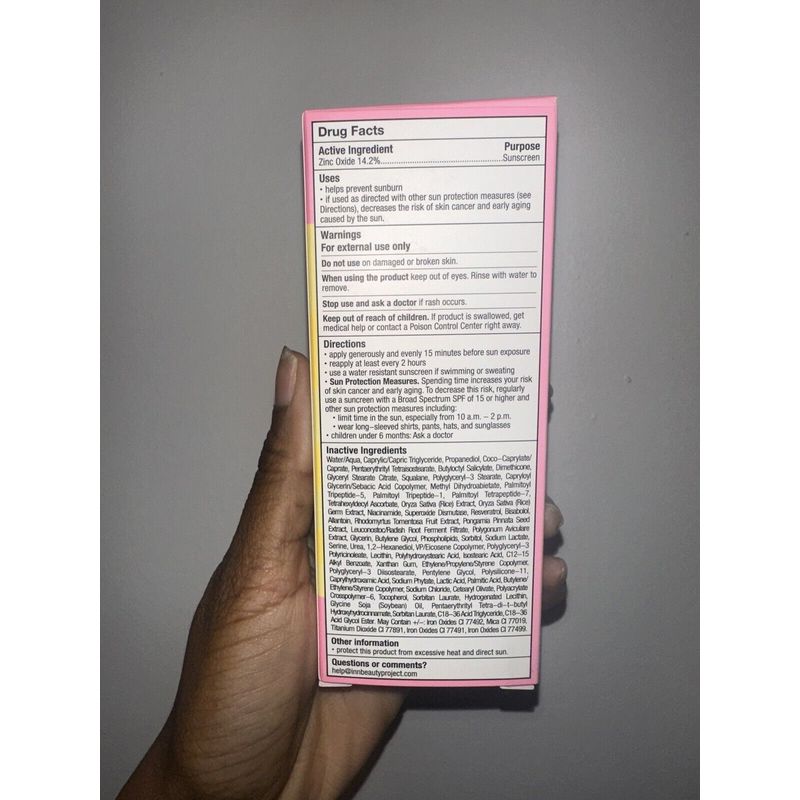 Drug Facts
Active Ingredient Purpose
Zinc Oxide 14.2%......................................................Sunscreen
Uses
• helps prevent sunburn
• if used as directed with other sun protection measures (see
Directions), decreases the risk of skin cancer and early aging
caused by the sun.
Warnings
For external use only
Do not use on damaged or broken skin.
When using the product keep out of eyes. Rinse with water to
remove.
Stop use and ask a doctor if rash occurs.
Keep out of reach of children. If product is swallowed, get
medical help or contact a Poison Control Center right away.
Directions
• apply generously and evenly 15 minutes before sun exposure
• reapply at least every 2 hours
• use a water resistant sunscreen if swimming or sweating
• Sun Protection Measures. Spending time increases your risk
of skin cancer and early aging. To decrease this risk, regularly
use a suncreen with a Broad Spectrum SPF of 15 or higher and
other sun protection measures including:
• limit time in the sun, especially from 10 a.m. – 2 p.m.
• wear long–sleeved shirts, pants, hats, and sunglasses
• children under 6 months: Ask a doctor
Inactive Ingredients
Water/Aqua, Caprylic/Capric Triglyceride, Propanediol, Coco–Caprylate/
Caprate, Pentaerythrityl Tetraisostearate, Butyloctyl Salicylate, Dimethicone,
Glyceryl Stearate Citrate, Squalane, Polyglyceryl–3 Stearate, Capryloyl
Glycerin/Sebacic Acid Copolymer, Methyl Dihydroabietate, Palmitoyl
Tripeptide–5, Palmitoyl Tripeptide–1, Palmitoyl Tetrapeptide–7,
Tetrahexyldecyl Ascorbate, Oryza Sativa (Rice) Extract, Oryza Sativa (Rice)
Germ Extract, Niacinamide, Superoxide Dismutase, Resveratrol, Bisabolol,
Allantoin, Rhodomyrtus Tomentosa Fruit Extract, Pongamia Pinnata Seed
Extract, Leuconostoc/Radish Root Ferment Filtrate, Polygonum Aviculare
Extract, Glycerin, Butylene Glycol, Phospholipids, Sorbitol, Sodium Lactate,
Serine, Urea, 1,2–Hexanediol, VP/Eicosene Copolymer, Polyglyceryl–3
Polyricinoleate, Lecithin, Polyhydroxystearic Acid, Isostearic Acid, C12–15
Alkyl Benzoate, Xanthan Gum, Ethylene/Propylene/Styrene Copolymer,
Polyglyceryl–3 Diisostearate, Pentylene Glycol, Polysilicone–11,
Caprylhydroxamic Acid, Sodium Phytate, Lactic Acid, Palmitic Acid, Butylene/
Ethylene/Styrene Copolymer, Sodium Chloride, Cetearyl Olivate, Polyacrylate
Crosspolymer–6, Tocopherol, Sorbitan Laurate, Hydrogenated Lecithin,
Glycine Soja (Soybean) Oil, Pentaerythrityl Tetra–di–t–butyl
Hydroxyhydrocinnamate, Sorbitan Laurate, C18–36 Acid Triglyceride, C18–36
Acid Glycol Ester. May Contain +/–: Iron Oxides CI 77492, Mica CI 77019,
Titanium Dioxide CI 77891, Iron Oxides CI 77491, Iron Oxides CI 77499.
Other information
• protect this product from excessive heat and direct sun.
Questions or comments?
help@innbeautyproject.com